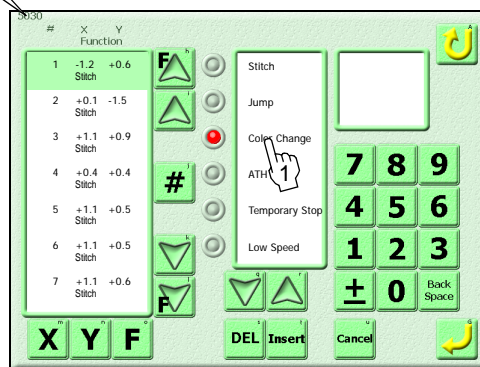 5030
# X Y
Function
1 -1.2 +0.6
Stitch
2 +0.1 -1.5
Stitch
3 +1.1 +0.9
Stitch
4 +0.4 +0.4
Stitch
5 +1.1 +0.5
Stitch
6 +1.1 +0.5
Stitch
7 +1.1 +0.6
Stitch
F h
i
# j
k
F l
Stitch
Jump
Color Change
ATH
1
Temporary Stop
Low Speed
A
7 8 9
4 5 6
1 2 3
± 0 Back
Space
q r
X m Y n F o
DEL s Insert t Cancel u
G